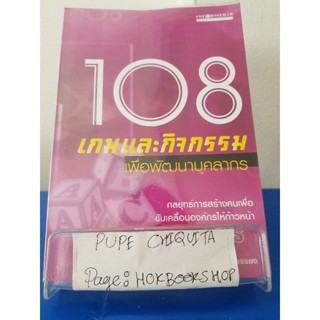 108
เกมและกิจกรรม
เพื่อพัฒนาบุคลากร
กลยุทธ์การสร้างคนเพื่อ
ขับเคลื่อนองค์กรให้ก้าวหน้า
PUPE CHIQUITA
Page: MOKBOOKSHOP